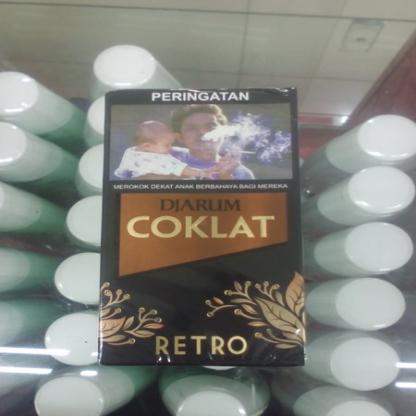 PERINGATAN
MEROKOK DEKAT ANAK BERBAHAYA BAGI MEREKA
DJARUM
COKLAT
RETRO